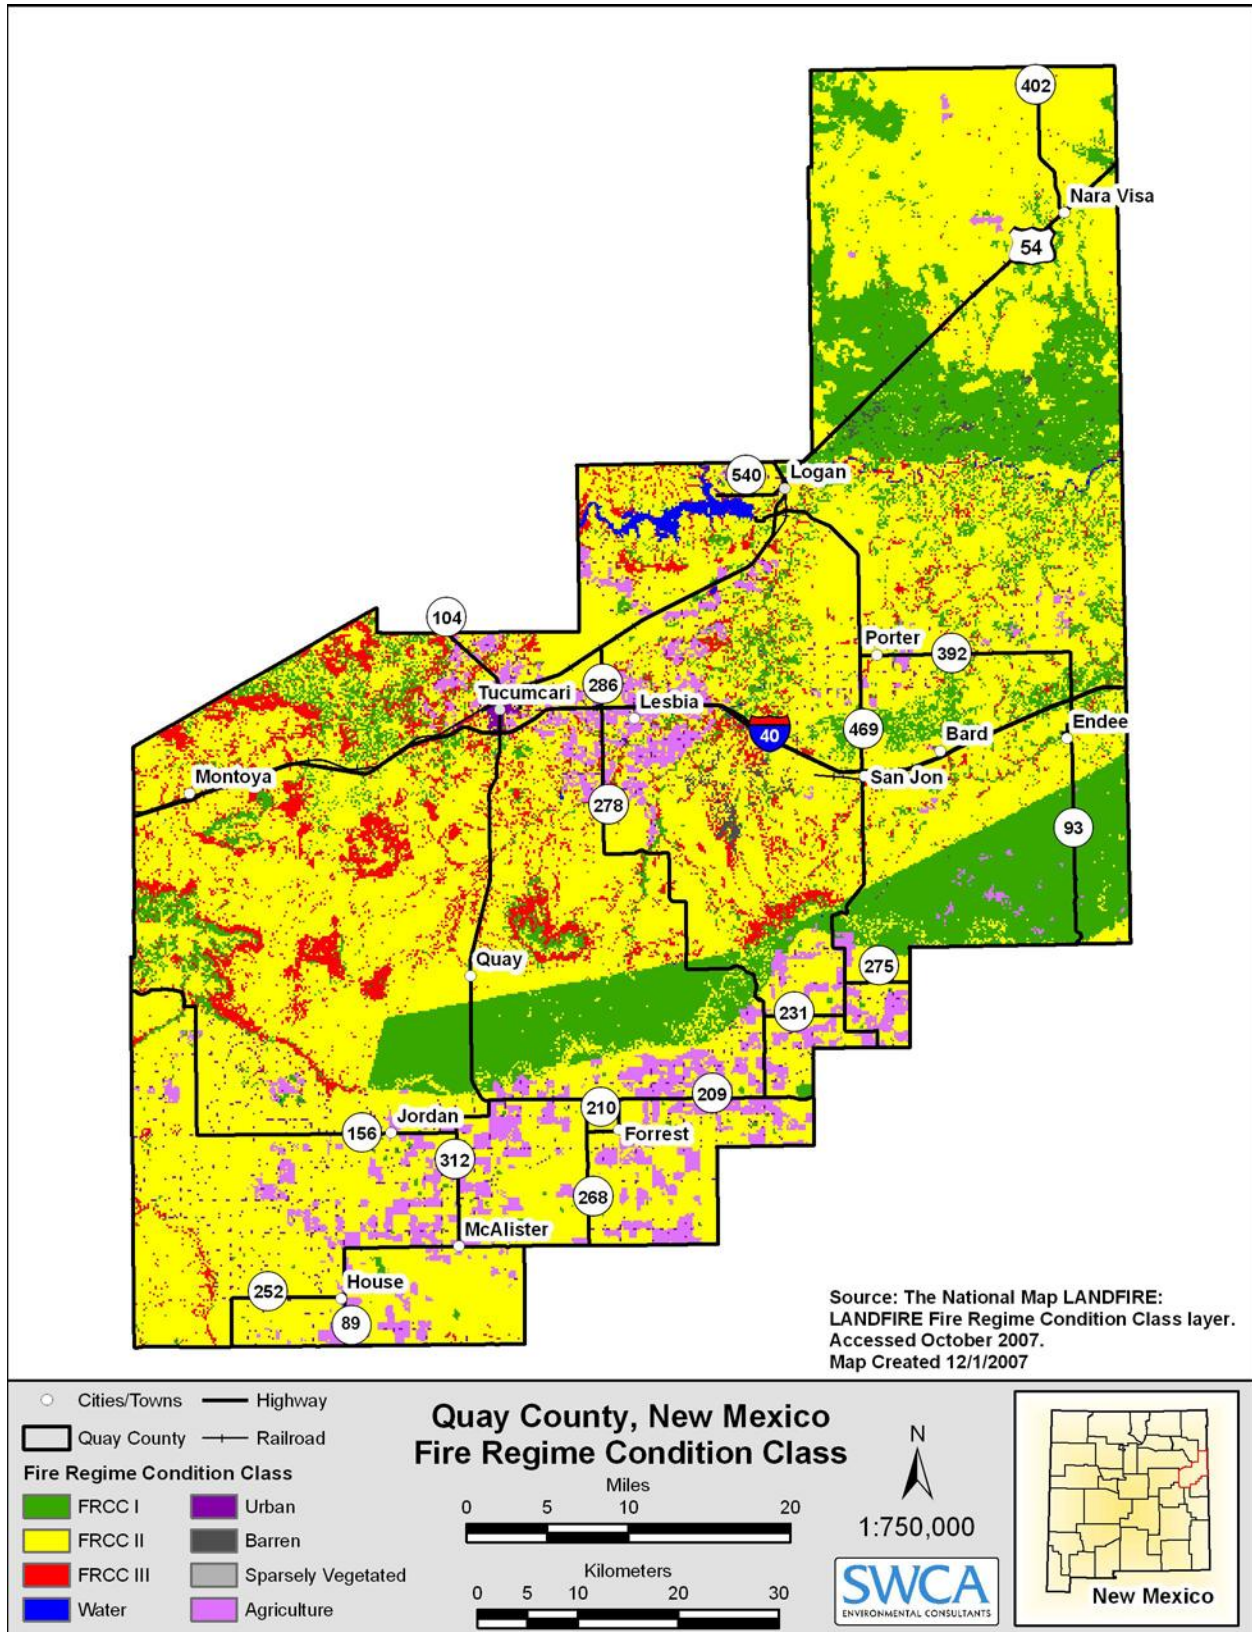 402
Nara Visa
54
540
Logan
104
Porter
392
286
Tucumcari
Lesbia
40
469
Bard
Endee
Montoya
San Jon
278
93
Quay
275
231
210
209
Jordan
156
Forrest
312
268
McAlister
House
252
89
Source: The National Map LANDFIRE:
LANDFIRE Fire Regime Condition Class layer.
Accessed October 2007.
Map Created 12/1/2007
Cities/Towns
Highway
Quay County
Railroad
Fire Regime Condition Class
FRCC I
Urban
FRCC II
Barren
FRCC III
Sparsely Vegetated
Water
Agriculture
Quay County, New Mexico
Fire Regime Condition Class
Miles
0 5 10 20
Kilometers
0 5 10 20 30
N
1:750,000
SWCA
ENVIRONMENTAL CONSULTANTS
New Mexico